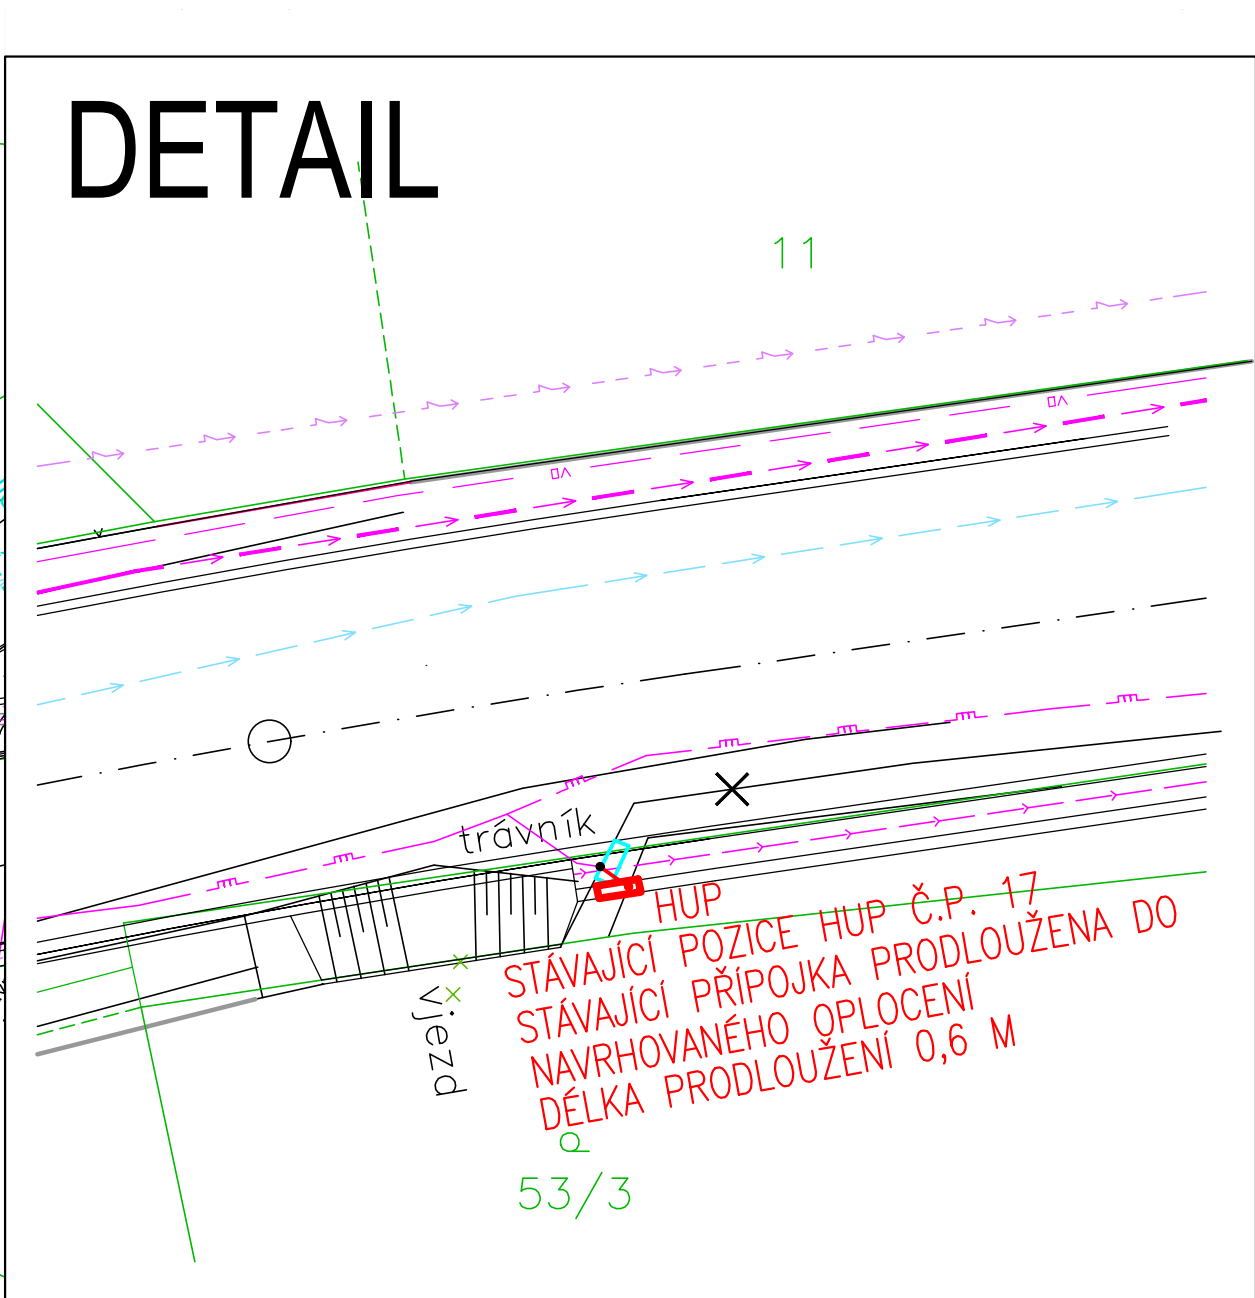 DETAIL
11
trávník
HUP
STÁVAJÍCÍ POZICE HUP Č.P. 17
STÁVAJÍCÍ PŘÍPOJKA PRODLOUŽENA DO
NAVRHOVANÉHO OPLOCENÍ
DÉLKA PRODLOUŽENÍ 0,6 M
vjezd
53/3